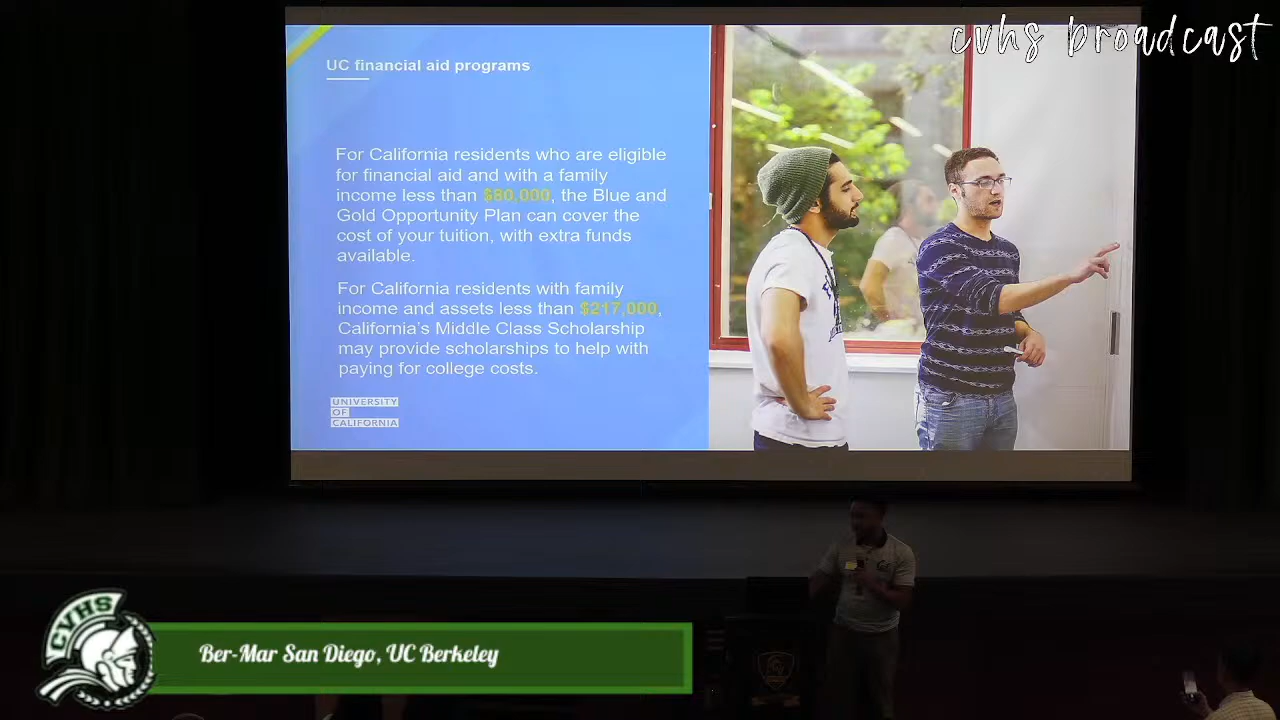 cvhs broadcast
UC financial aid programs
For California residents who are eligible
for financial aid and with a family
income less than $80,000, the Blue and
Gold Opportunity Plan can cover the
cost of your tuition, with extra funds
available.
For California residents with family
income and assets less than $217,000,
California's Middle Class Scholarship
may provide scholarships to help with
paying for college costs.
UNIVERSITY
OF
CALIFORNIA
CVHS
Ber-Mar San Diego, UC Berkeley